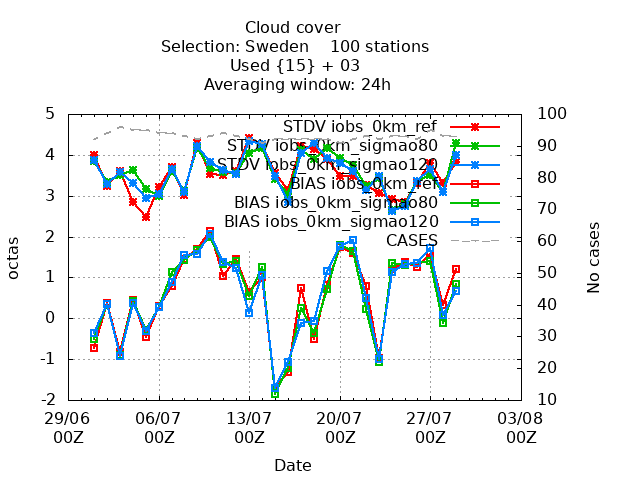 Cloud cover
Selection: Sweden    100 stations
Used {15} + 03
Averaging window: 24h
5
4
3
2
1
0
-1
-2
octas
100
90
80
70
60
50
40
30
20
10
No cases
STDV iobs_0km_ref
STDV iobs_0km_sigmao80
STDV iobs_0km_sigmao120
BIAS iobs_0km_ref
BIAS iobs_0km_sigmao80
BIAS iobs_0km_sigmao120
CASES
29/06 06/07 13/07 20/07 27/07 03/08
00Z 00Z 00Z 00Z 00Z 00Z
Date